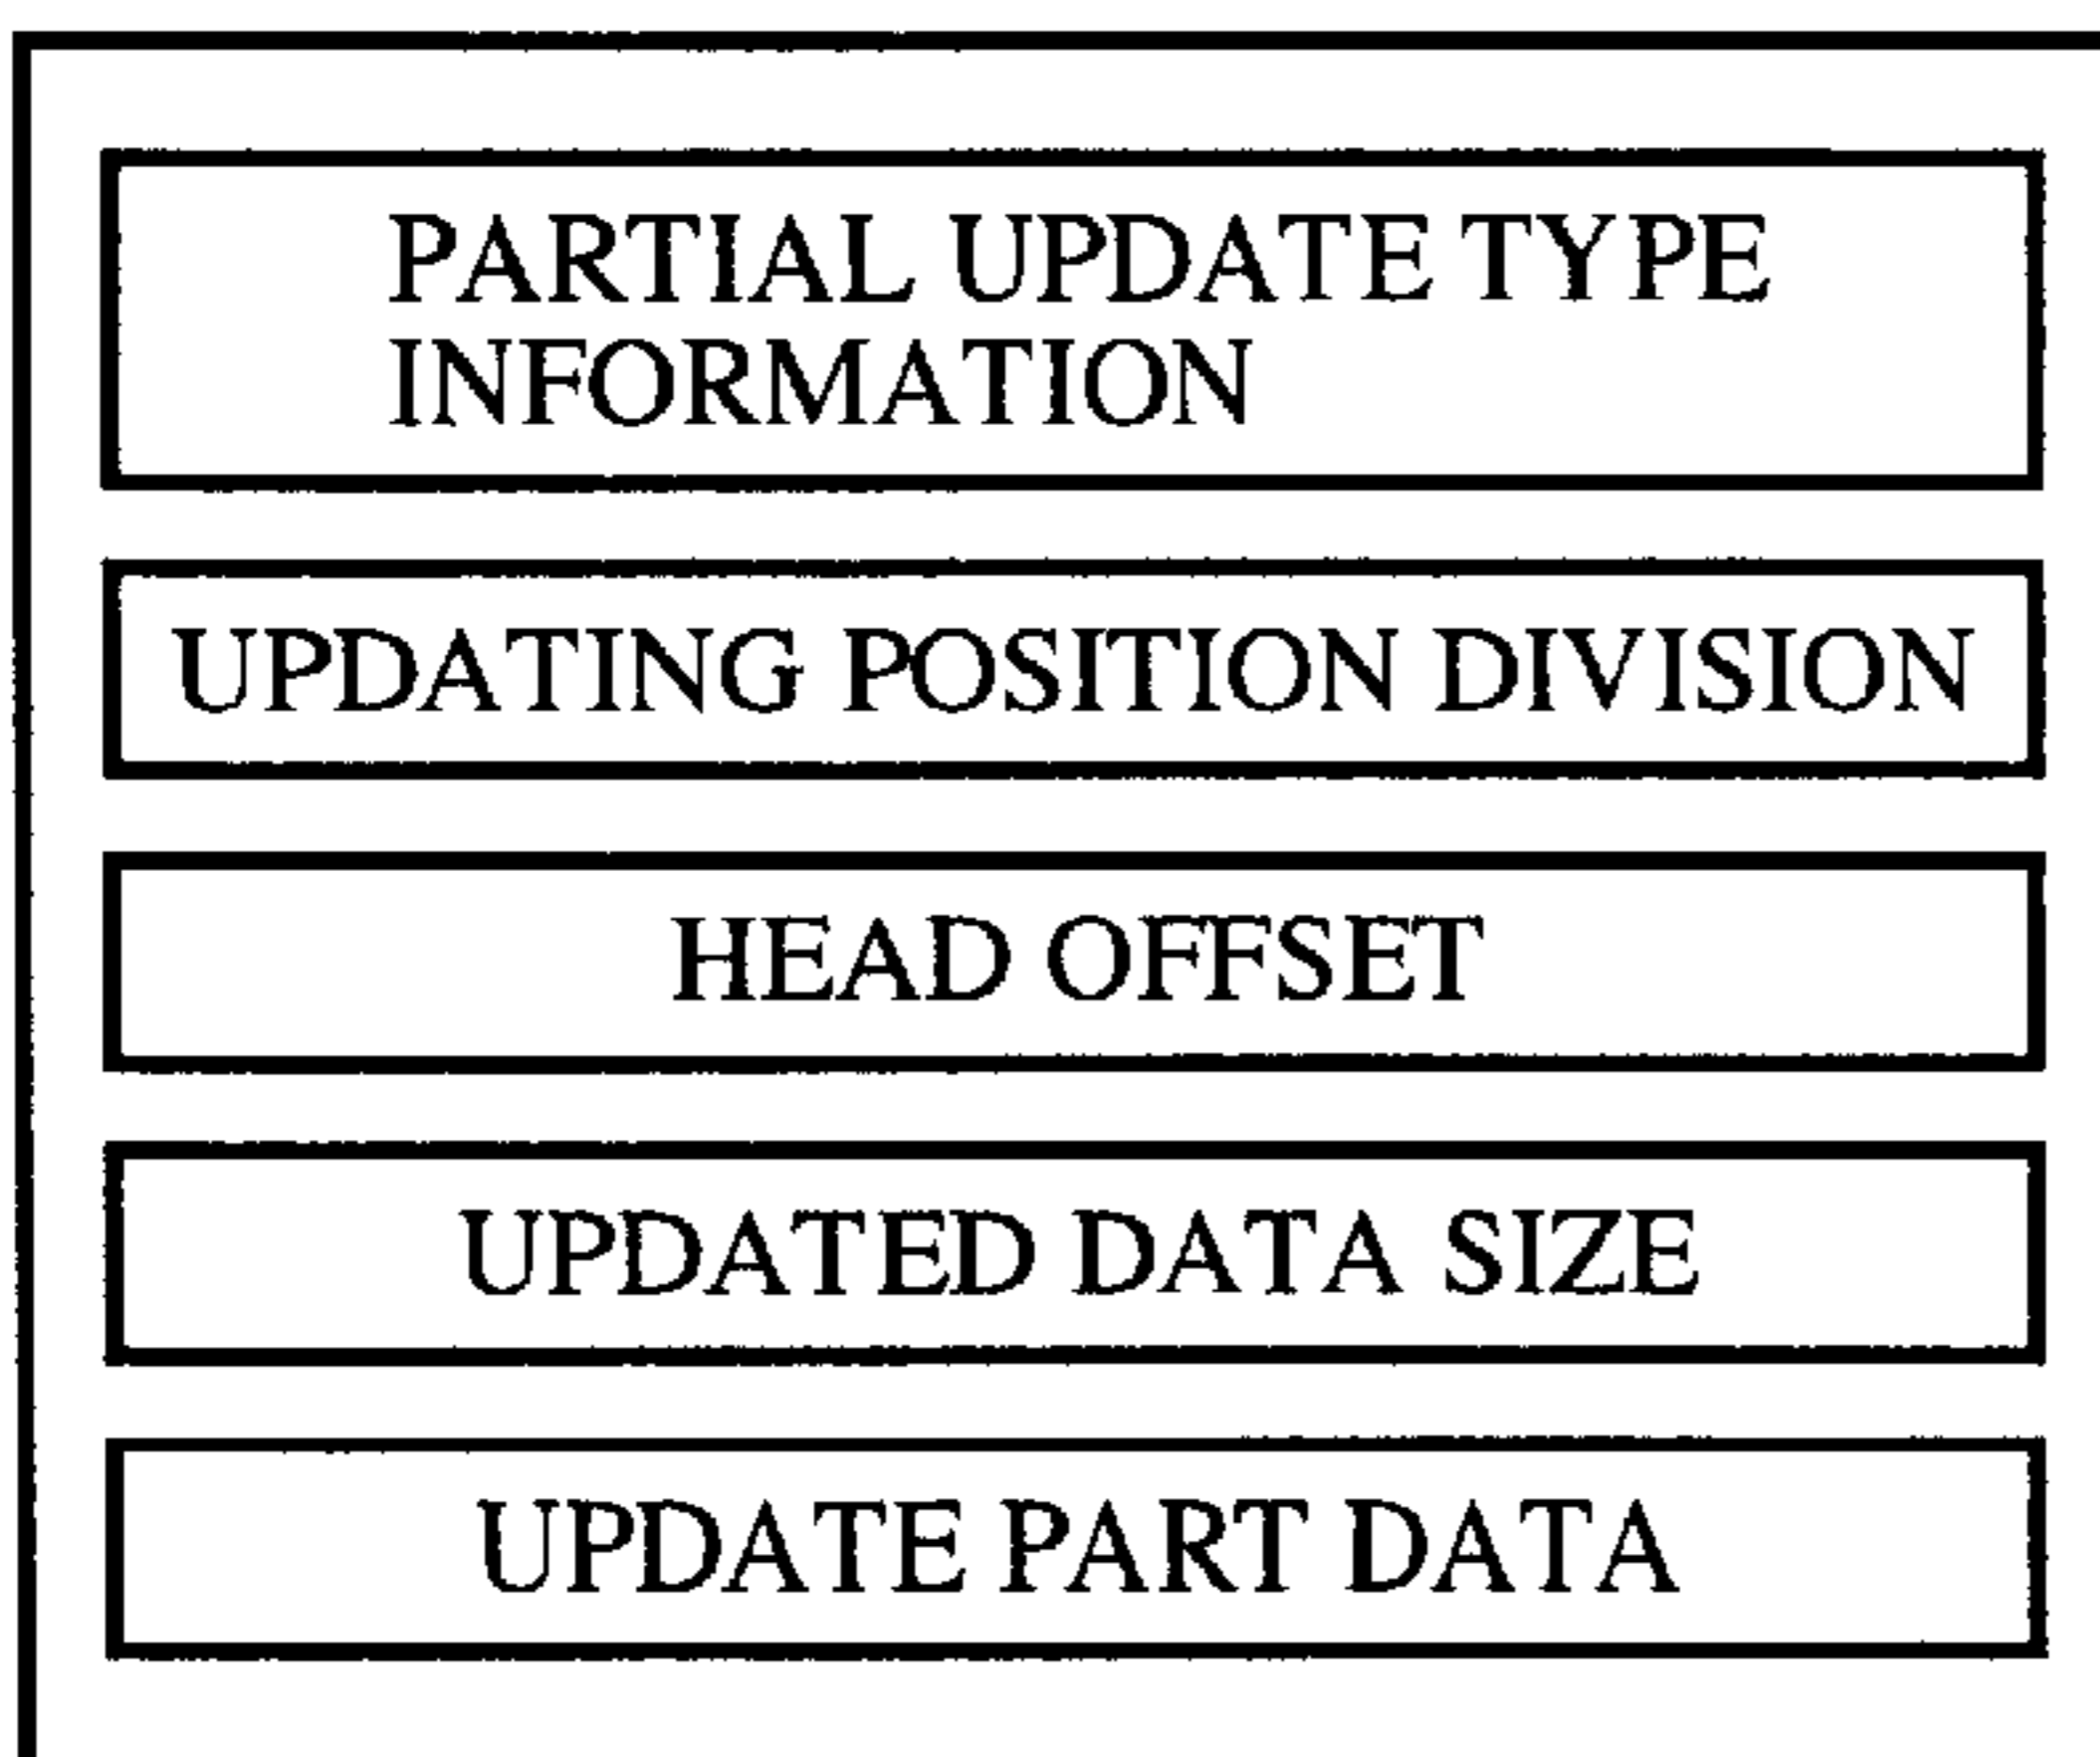 PARTIAL UPDATE TYPE
INFORMATION
UPDATING POSITION DIVISION
HEAD OFFSET
UPDATED DATA SIZE
UPDATE PART DATA